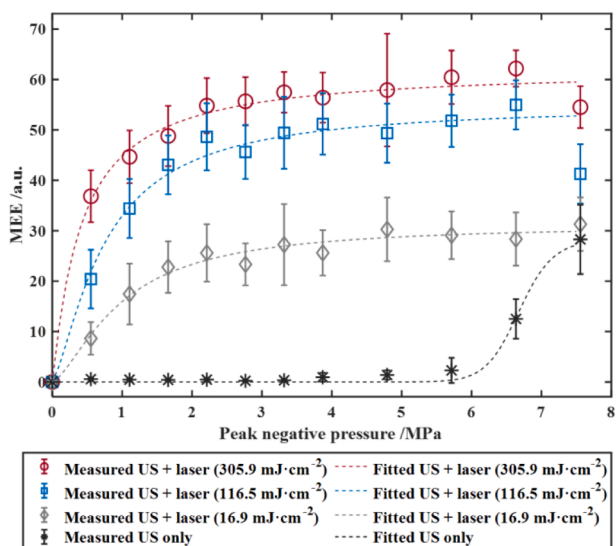 70
60
50
40
30
20
10
0
MEE /a.u.
0 1 2 3 4 5 6 7 8
Peak negative pressure /MPa
Measured US + laser (305.9 mJ·cm⁻²) Fitted US + laser (305.9 mJ·cm⁻²)
Measured US + laser (116.5 mJ·cm⁻²) Fitted US + laser (116.5 mJ·cm⁻²)
Measured US + laser (16.9 mJ·cm⁻²) Fitted US + laser (16.9 mJ·cm⁻²)
Measured US only Fitted US only